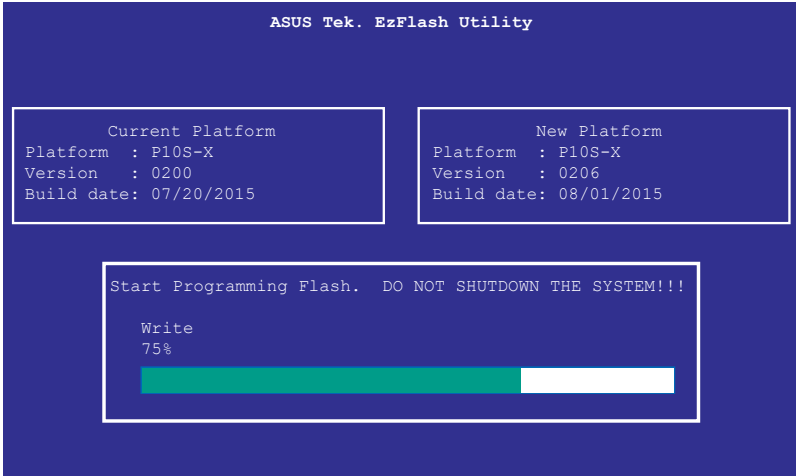 ASUS Tek. EzFlash Utility
Current Platform
Platform  : P10S-X
Version   : 0200
Build date: 07/20/2015
New Platform
Platform  : P10S-X
Version   : 0206
Build date: 08/01/2015
Start Programming Flash.  DO NOT SHUTDOWN THE SYSTEM!!!
Write
75%